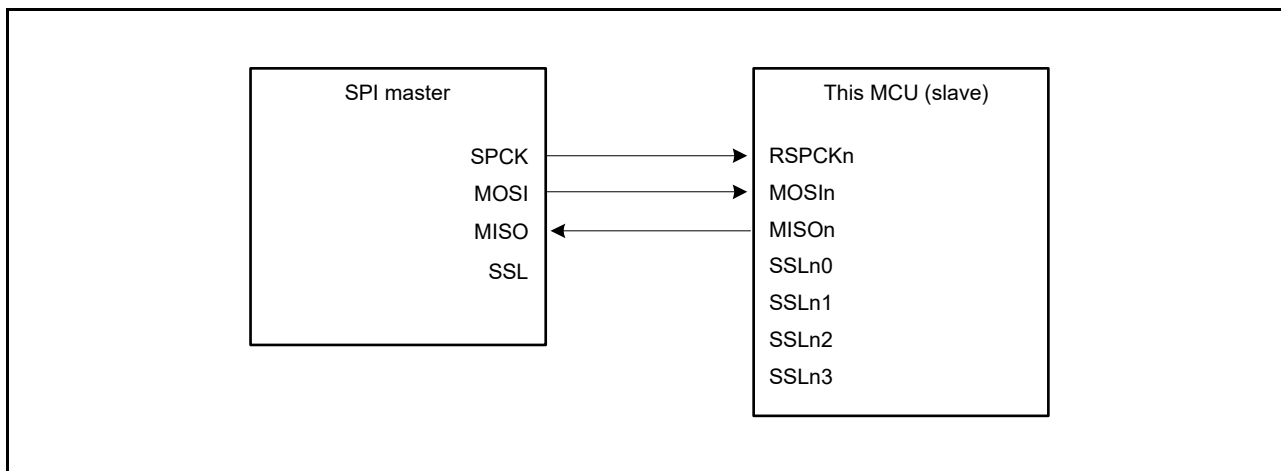 SPI master
SPCK
MOSI
MISO
SSL
This MCU (slave)
RSPCKn
MOSIn
MISOn
SSLn0
SSLn1
SSLn2
SSLn3